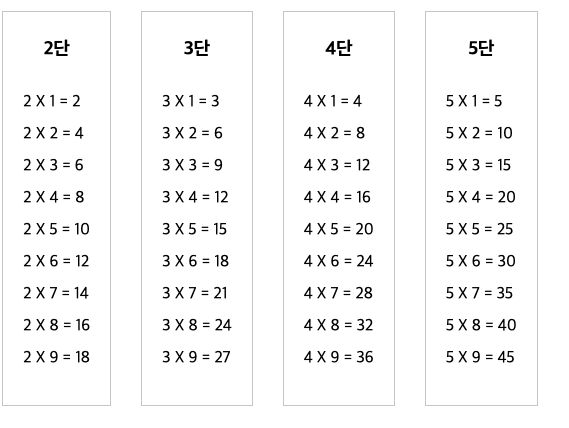 2단
2 X 1 = 2
2 X 2 = 4
2 X 3 = 6
2 X 4 = 8
2 X 5 = 10
2 X 6 = 12
2 X 7 = 14
2 X 8 = 16
2 X 9 = 18
3단
3 X 1 = 3
3 X 2 = 6
3 X 3 = 9
3 X 4 = 12
3 X 5 = 15
3 X 6 = 18
3 X 7 = 21
3 X 8 = 24
3 X 9 = 27
4단
4 X 1 = 4
4 X 2 = 8
4 X 3 = 12
4 X 4 = 16
4 X 5 = 20
4 X 6 = 24
4 X 7 = 28
4 X 8 = 32
4 X 9 = 36
5단
5 X 1 = 5
5 X 2 = 10
5 X 3 = 15
5 X 4 = 20
5 X 5 = 25
5 X 6 = 30
5 X 7 = 35
5 X 8 = 40
5 X 9 = 45